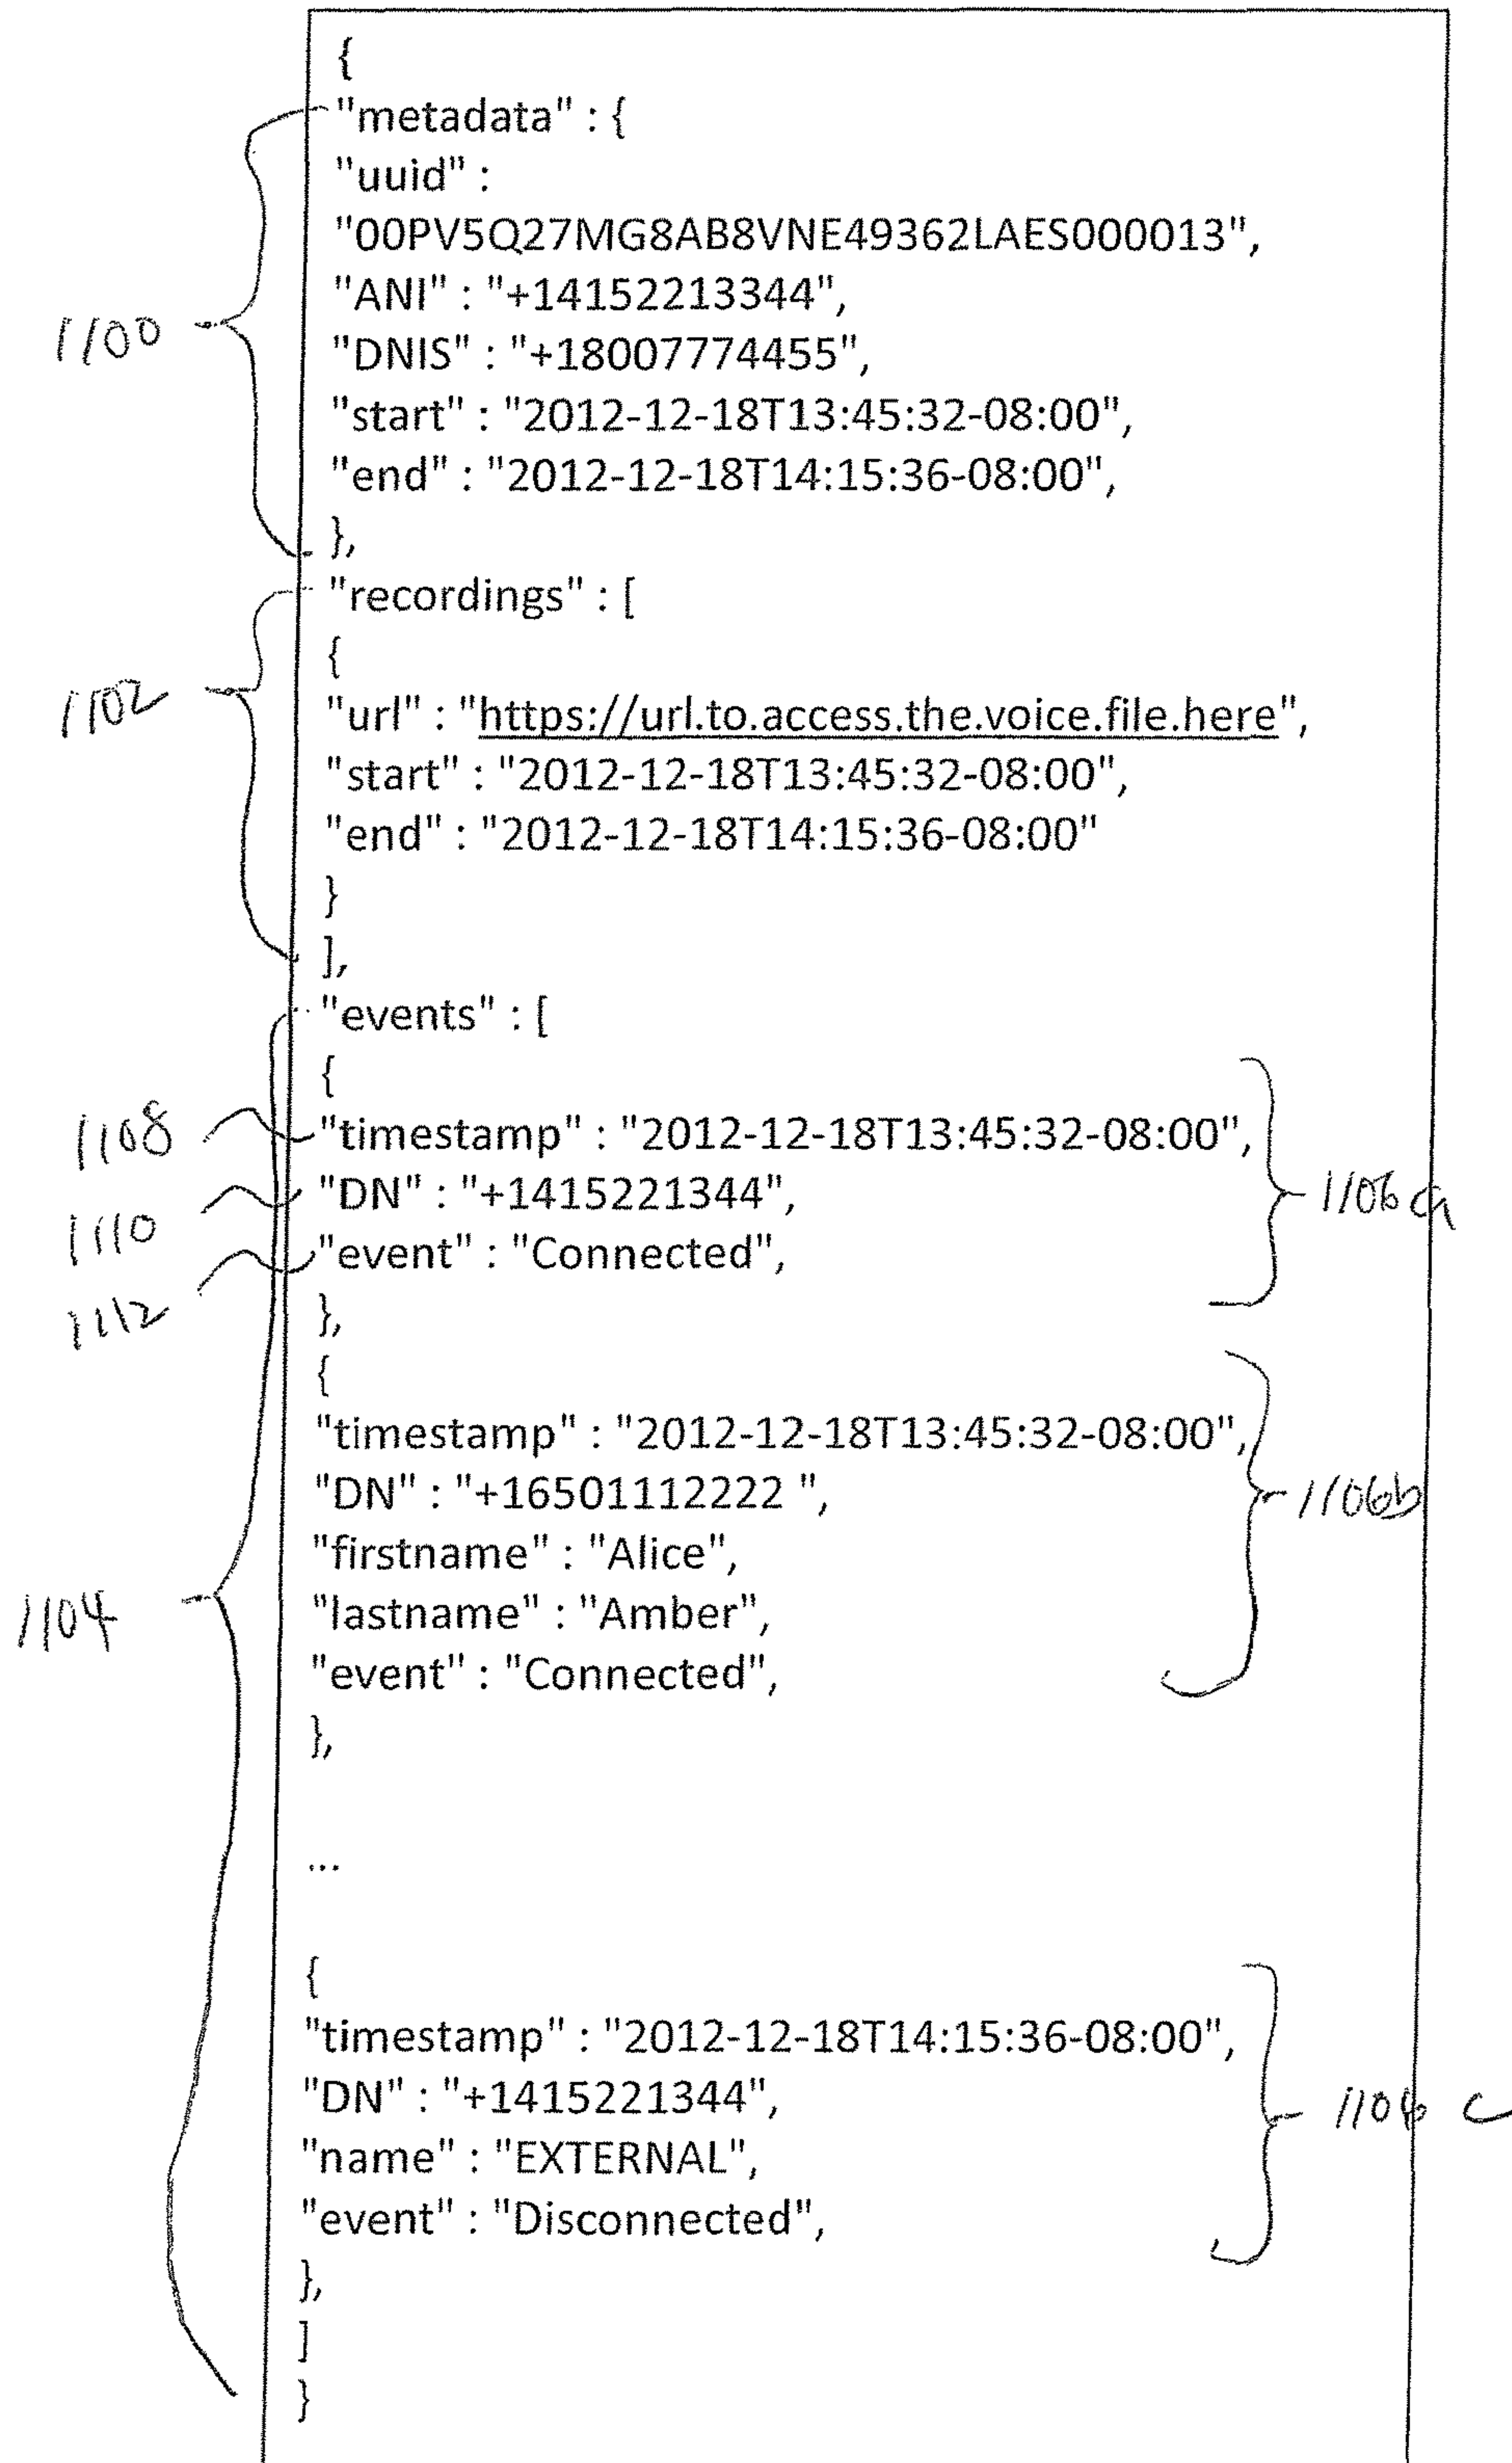 {
"metadata" : {
"uuid" :
"00PV5Q27MG8AB8VNE49362LAES000013",
"ANI" : "+14152213344",
1100
"DNIS" : "+18007774455",
"start" : "2012-12-18T13:45:32-08:00",
"end" : "2012-12-18T14:15:36-08:00",
},
"recordings" : [
{
1102
"url" : "https://url.to.access.the.voice.file.here",
"start" : "2012-12-18T13:45:32-08:00",
"end" : "2012-12-18T14:15:36-08:00"
}
],
"events" : [
{
1108
"timestamp" : "2012-12-18T13:45:32-08:00",
1110
"DN" : "+1415221344",
1106a
1112
"event" : "Connected",
},
{
"timestamp" : "2012-12-18T13:45:32-08:00",
"DN" : "+16501112222 ",
1106b
"firstname" : "Alice",
1104
"lastname" : "Amber",
"event" : "Connected",
},
...
{
"timestamp" : "2012-12-18T14:15:36-08:00",
"DN" : "+1415221344",
1106 c
"name" : "EXTERNAL",
"event" : "Disconnected",
},
]
}